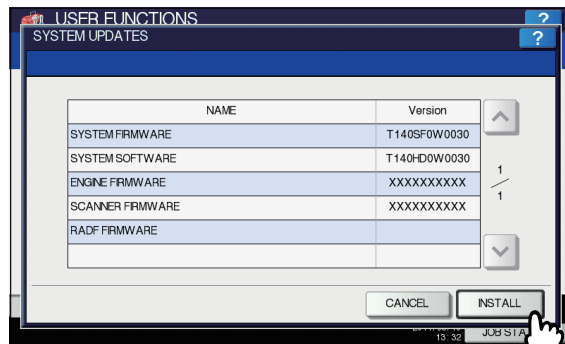 USER FUNCTIONS ?
SYSTEM UPDATES ?
NAME Version
SYSTEM FIRMWARE T140SF0W0030
SYSTEM SOFTWARE T140HD0W0030
ENGINE FIRMWARE XXXXXXXXXX
SCANNER FIRMWARE XXXXXXXXXX
RADF FIRMWARE
1
1
CANCEL INSTALL
13:32 JOB STA